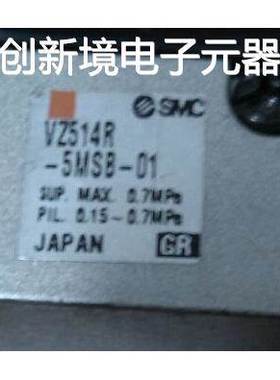 创新境电子元器
SMC
VZ514R
-5MSB-01
SUP. MAX. 0.7MPa
PIL. 0.15~0.7MPa
JAPAN GR